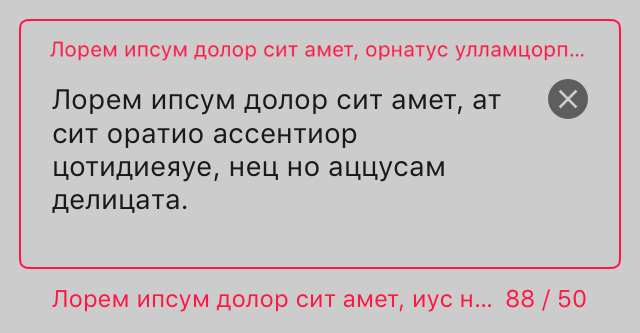 Лорем ипсум долор сит амет, орнатус улламцорп...
Лорем ипсум долор сит амет, ат
сит оратио ассентиор
цотидиеяуе, нец но аццусам
делицата.
Лорем ипсум долор сит амет, иус н... 88 / 50